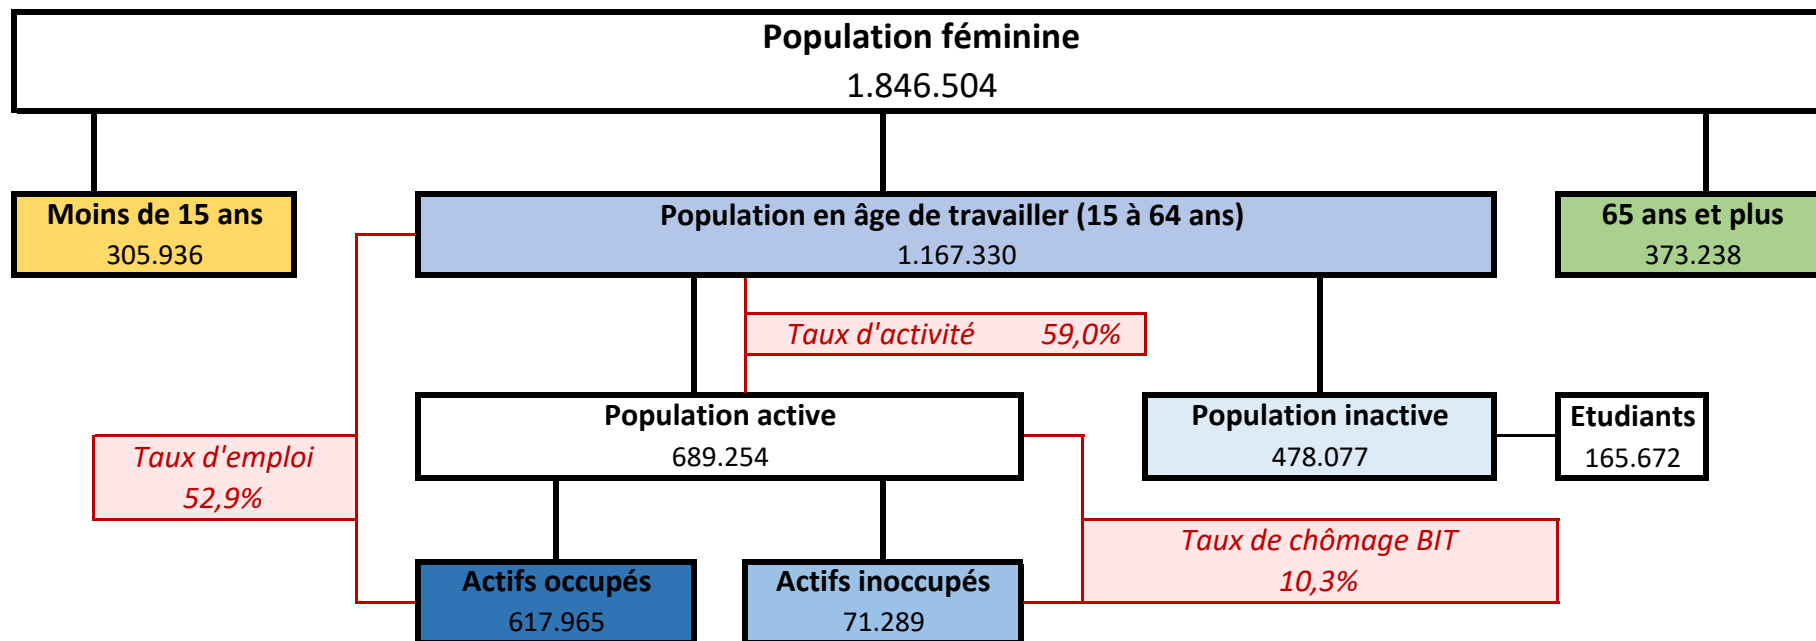 Population féminine
1.846.504
Moins de 15 ans
305.936
Population en âge de travailler (15 à 64 ans)
1.167.330
65 ans et plus
373.238
Taux d'activité 59,0%
Population active
689.254
Population inactive
478.077
Etudiants
165.672
Taux d'emploi
52,9%
Taux de chômage BIT
10,3%
Actifs occupés
617.965
Actifs inoccupés
71.289